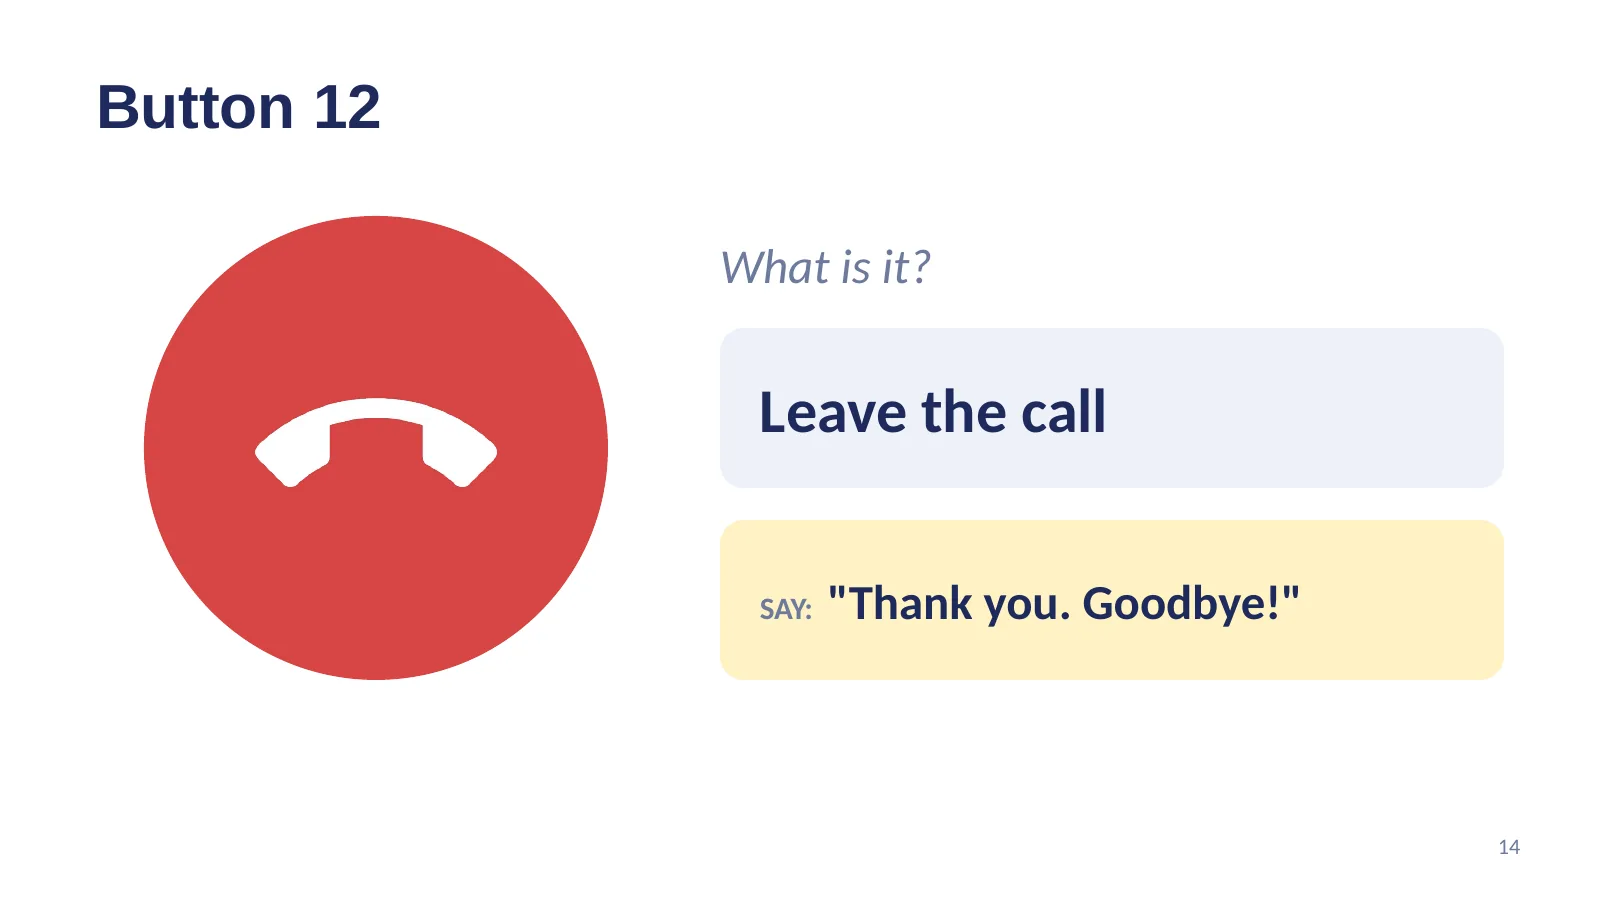 Button 12
What is it?
Leave the call
SAY: "Thank you. Goodbye!"
14